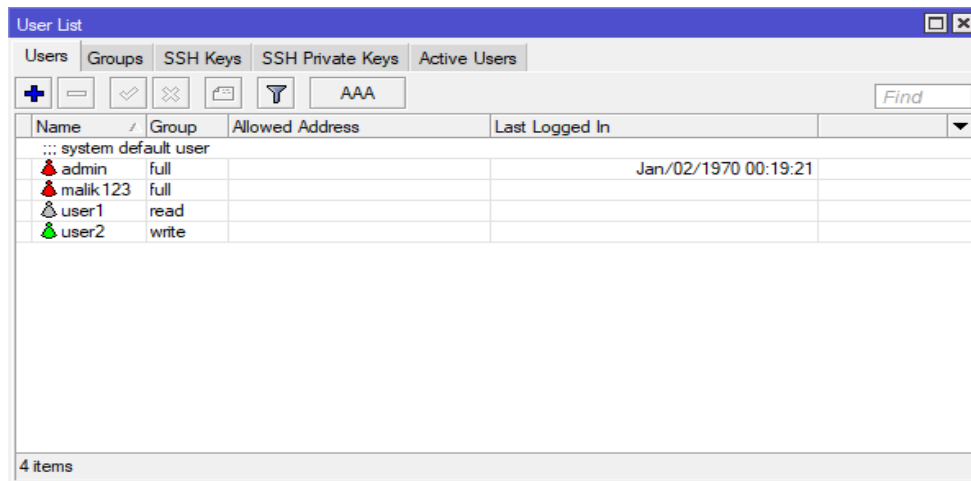 User List
Users Groups SSH Keys SSH Private Keys Active Users
AAA Find
Name Group Allowed Address Last Logged In
;;; system default user
admin full Jan/02/1970 00:19:21
malik123 full
user1 read
user2 write
4 items